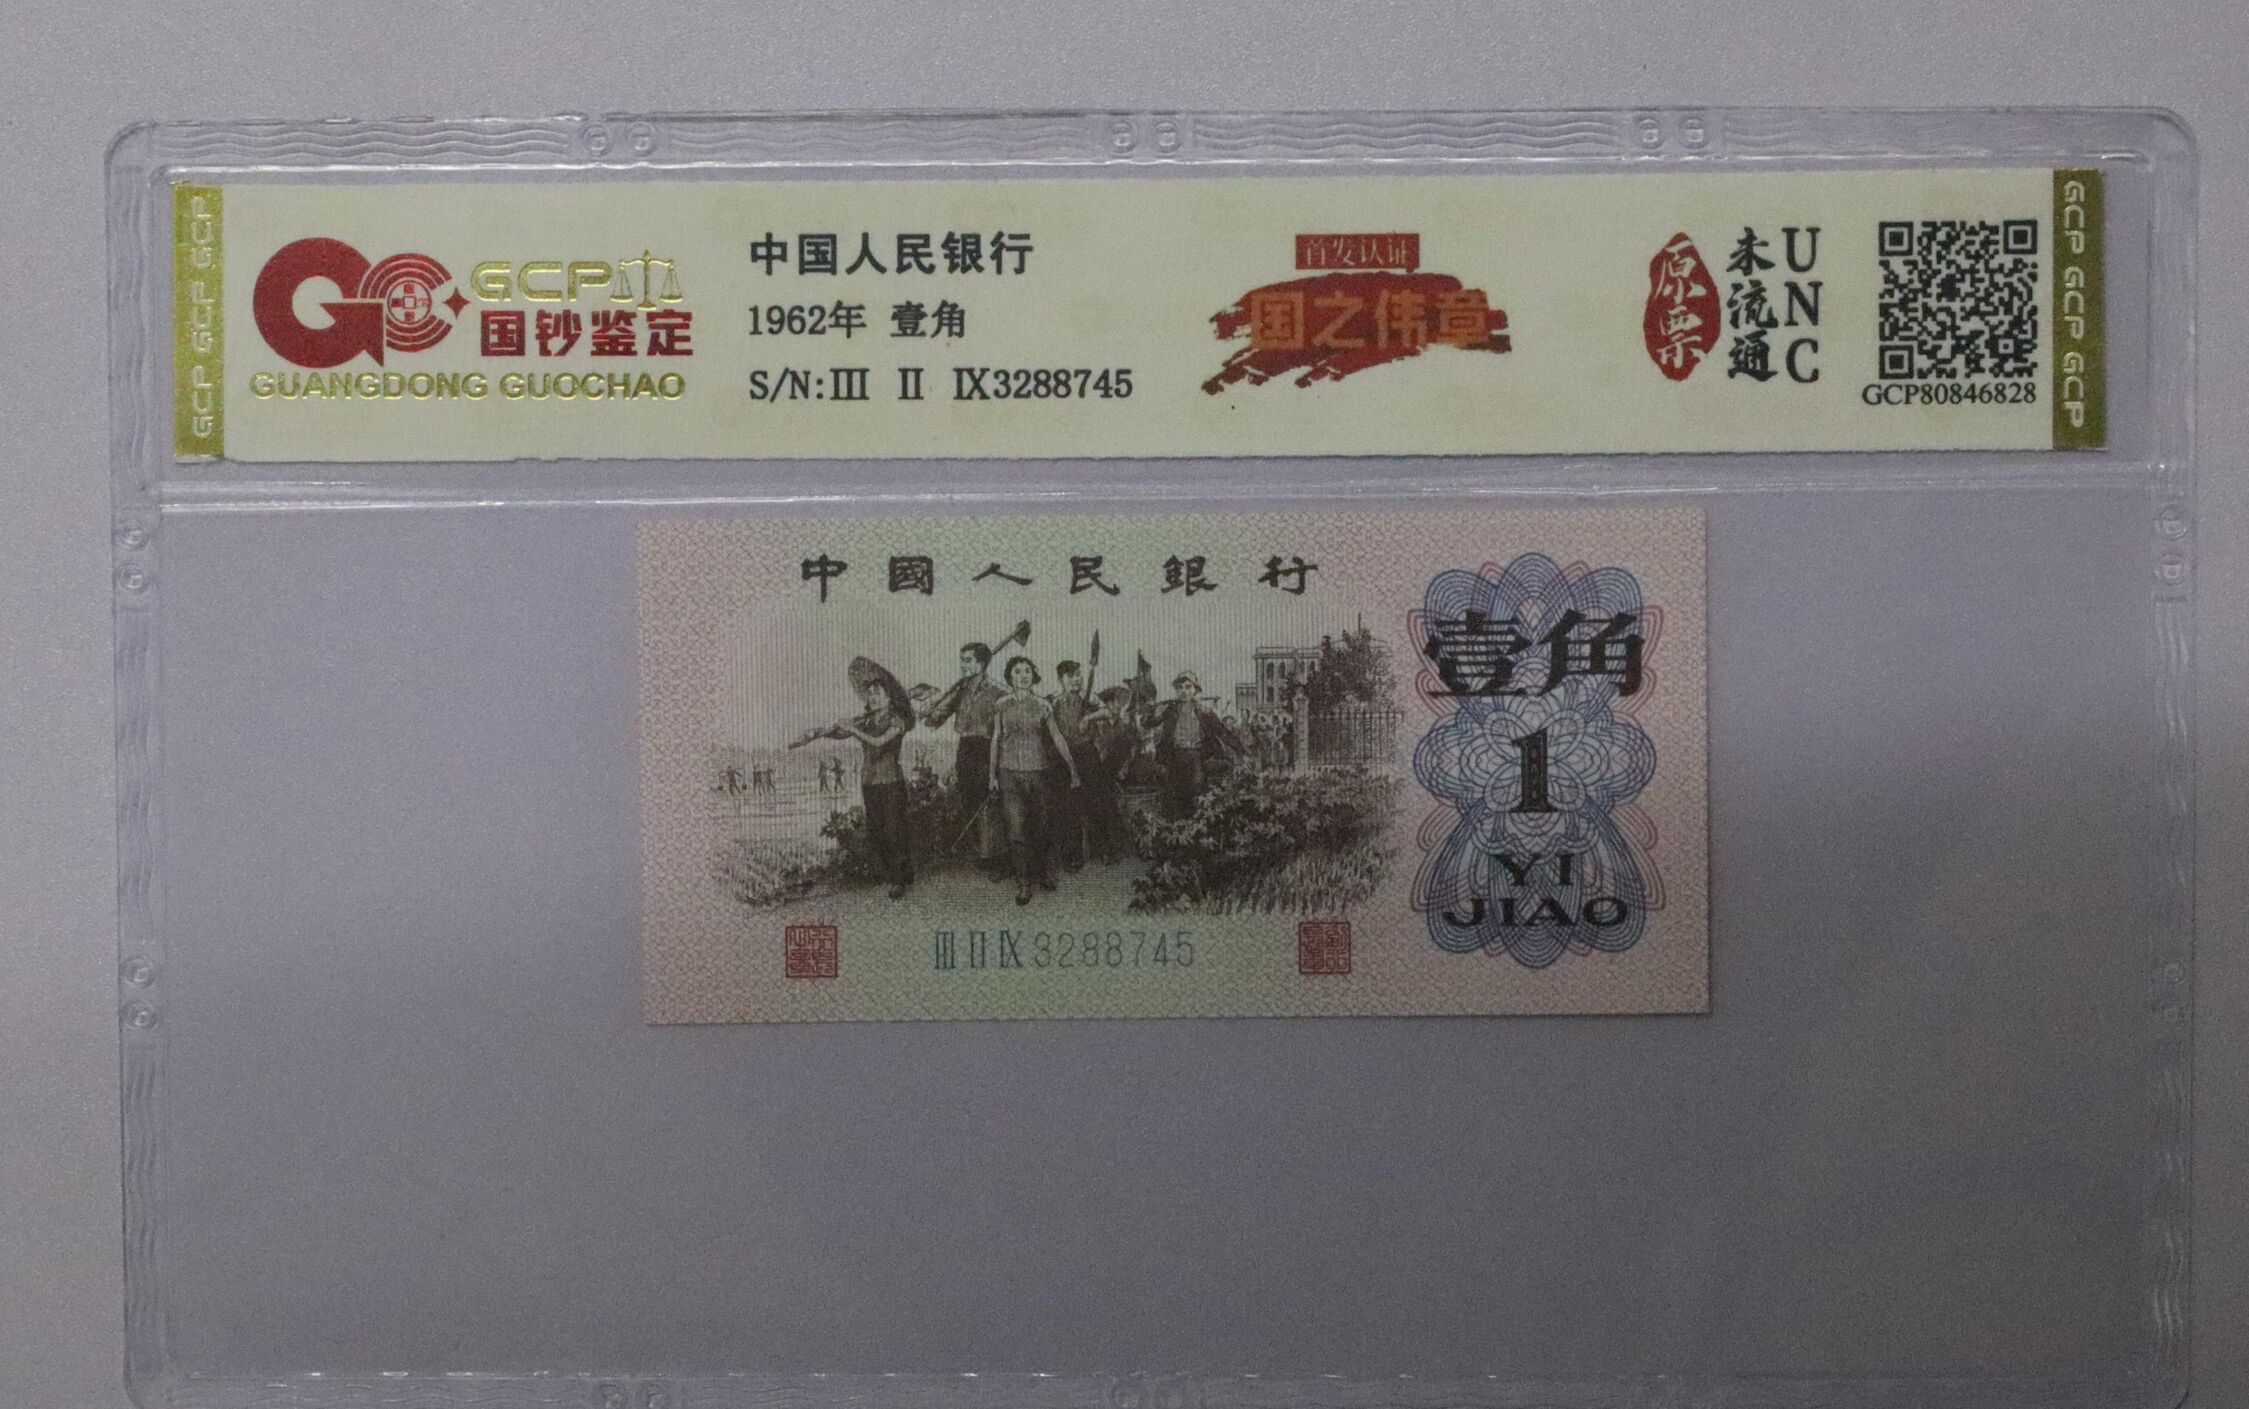 GCP GCP GCP
GCP
国钞鉴定
GUANGDONG GUOCHAO
中国人民银行
1962年 壹角
S/N:Ⅲ Ⅱ Ⅸ3288745
首发认证
国之伟章
原票
未流通
UNC
GCP80846828
GCP GCP GCP
中國人民銀行
壹角
1
YI
JIAO
Ⅲ Ⅱ Ⅸ 3288745